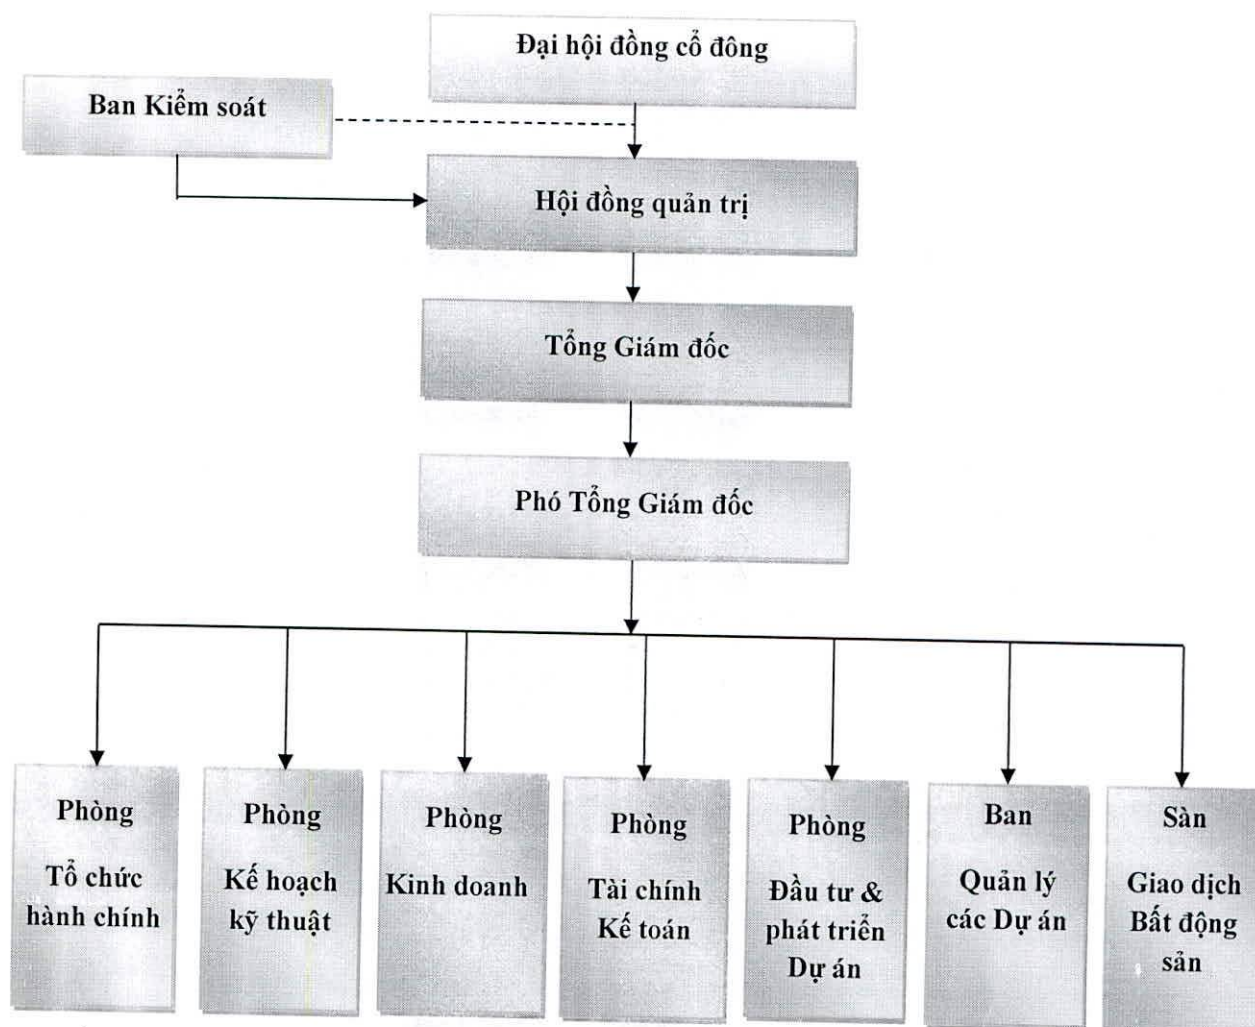 Đại hội đồng cổ đông
Ban Kiểm soát
Hội đồng quản trị
Tổng Giám đốc
Phó Tổng Giám đốc
Phòng
Tổ chức
hành chính
Phòng
Kế hoạch
kỹ thuật
Phòng
Kinh doanh
Phòng
Tài chính
Kế toán
Phòng
Đầu tư &
phát triển
Dự án
Ban
Quản lý
các Dự án
Sàn
Giao dịch
Bất động
sản